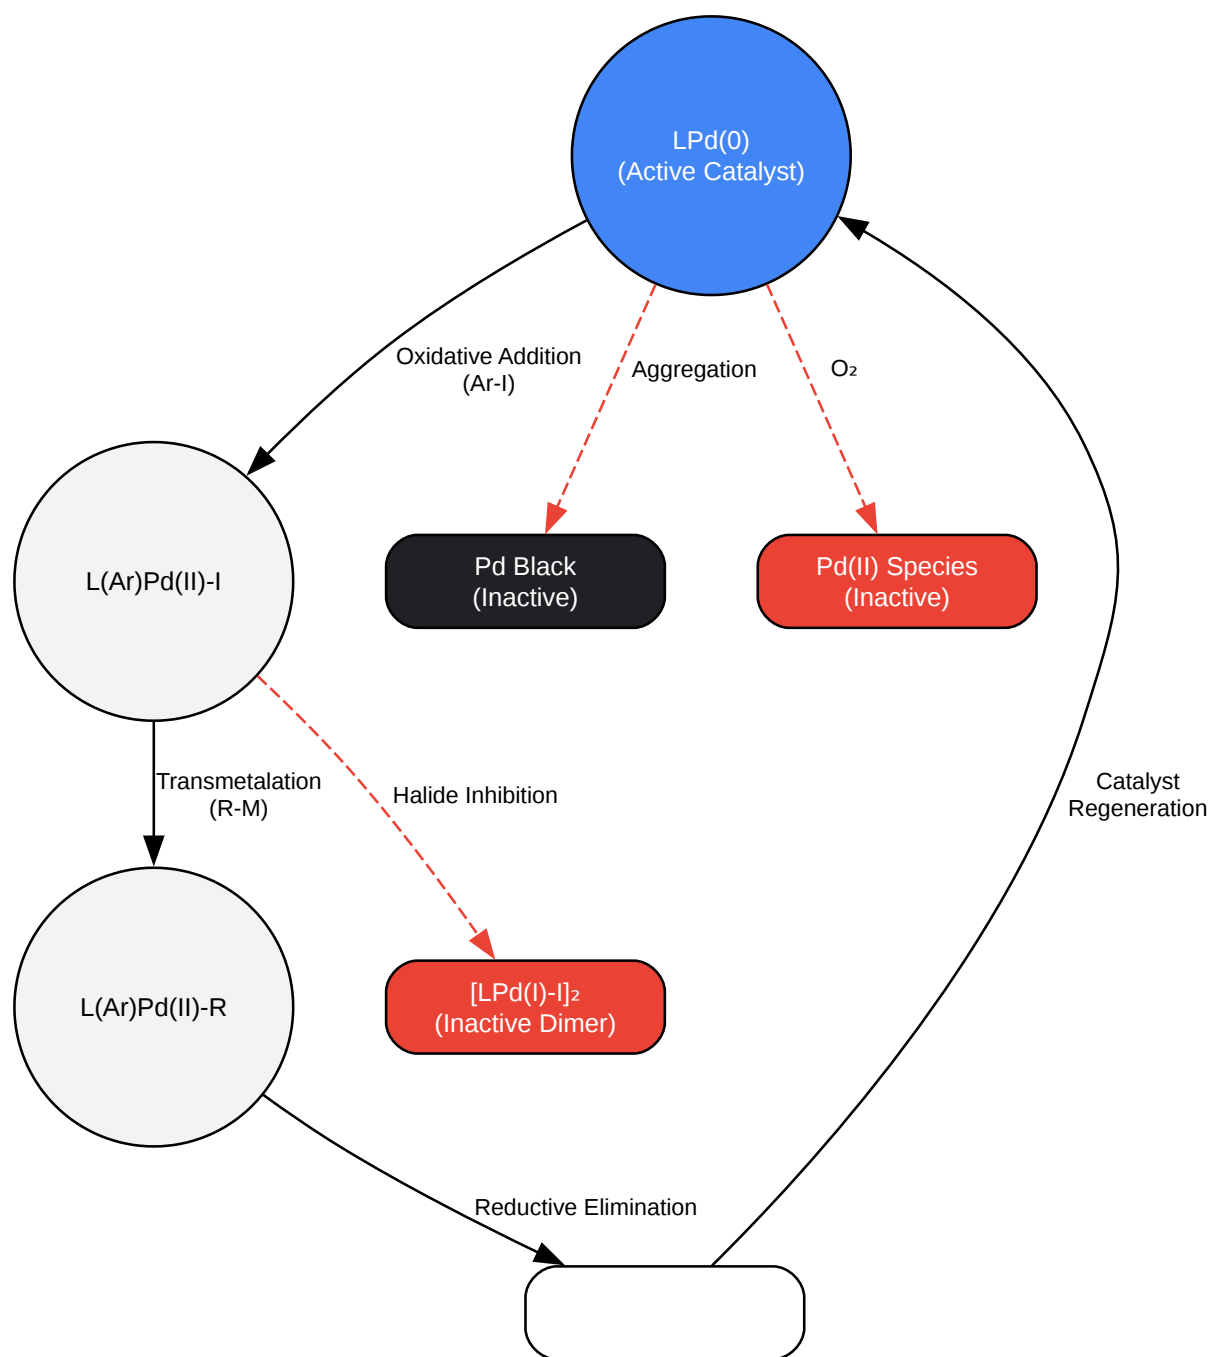 LPd(0)
(Active Catalyst)
Oxidative Addition
(Ar-I)
Aggregation
O₂
L(Ar)Pd(II)-I
Pd Black
(Inactive)
Pd(II) Species
(Inactive)
Transmetalation
(R-M)
Halide Inhibition
Catalyst
Regeneration
L(Ar)Pd(II)-R
[LPd(I)-I]₂
(Inactive Dimer)
Reductive Elimination